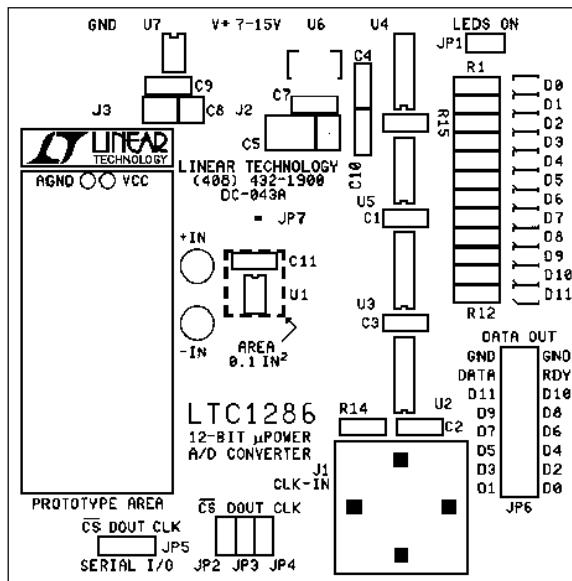 GND U7 V+ 7-15V U6 U4 LEDS ON
JP1
C9
C4
R1
J3 C8 J2 C7
R15
C5
C10
D0
D1
D2
D3
D4
D5
D6
D7
D8
D9
D10
D11
LINEAR
TECHNOLOGY
LINEAR TECHNOLOGY
(408) 432-1900
DC-043A
AGND VCC
JP7
U5
C1
+IN
C11
U1
U3
C3
R12
-IN
AREA
0.1 IN²
DATA OUT
GND GND
DATA RDY
D11 D10
D9 D8
D7 D6
D5 D4
D3 D2
D1 D0
JP6
LTC1286
12-BIT µPOWER
A/D CONVERTER
R14 U2
C2
J1
CLK-IN
PROTOTYPE AREA
C̅S̅ DOUT CLK
JP5
SERIAL I/O
C̅S̅ DOUT CLK
JP2 JP3 JP4